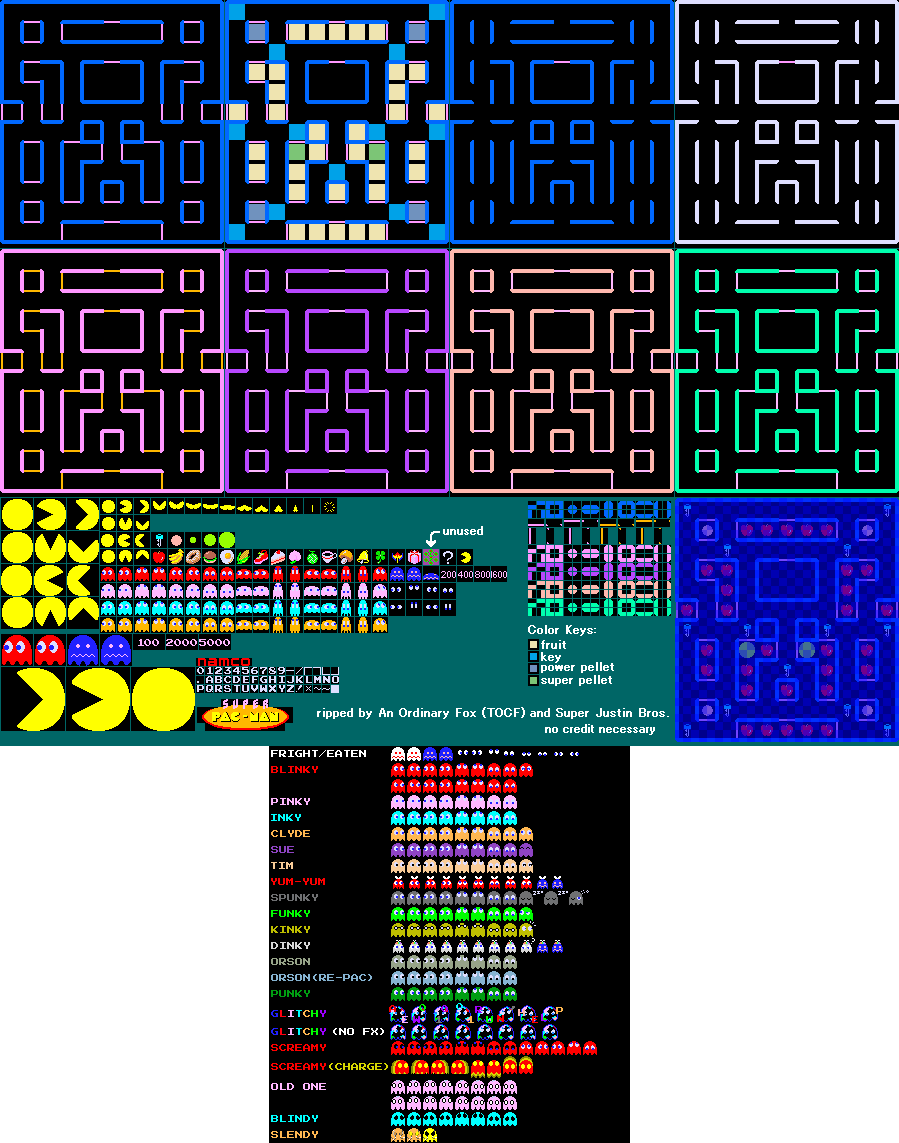 unused
200 400 800 1600
100 2000 5000
Color Keys:
fruit
key
power pellet
super pellet
namco
0123456789-/
.ABCDEFGHIJKLMNO
PQRSTUVWXYZ!
SUPER
PAC-MAN
ripped by An Ordinary Fox (TOCF) and Super Justin Bros.
no credit necessary
FRIGHT/EATEN
BLINKY
PINKY
INKY
CLYDE
SUE
TIM
YUM-YUM
SPUNKY
FUNKY
KINKY
DINKY
ORSON
ORSON(RE-PAC)
PUNKY
GLITCHY
GLITCHY (NO FX)
SCREAMY
SCREAMY(CHARGE)
OLD ONE
BLINDY
SLENDY